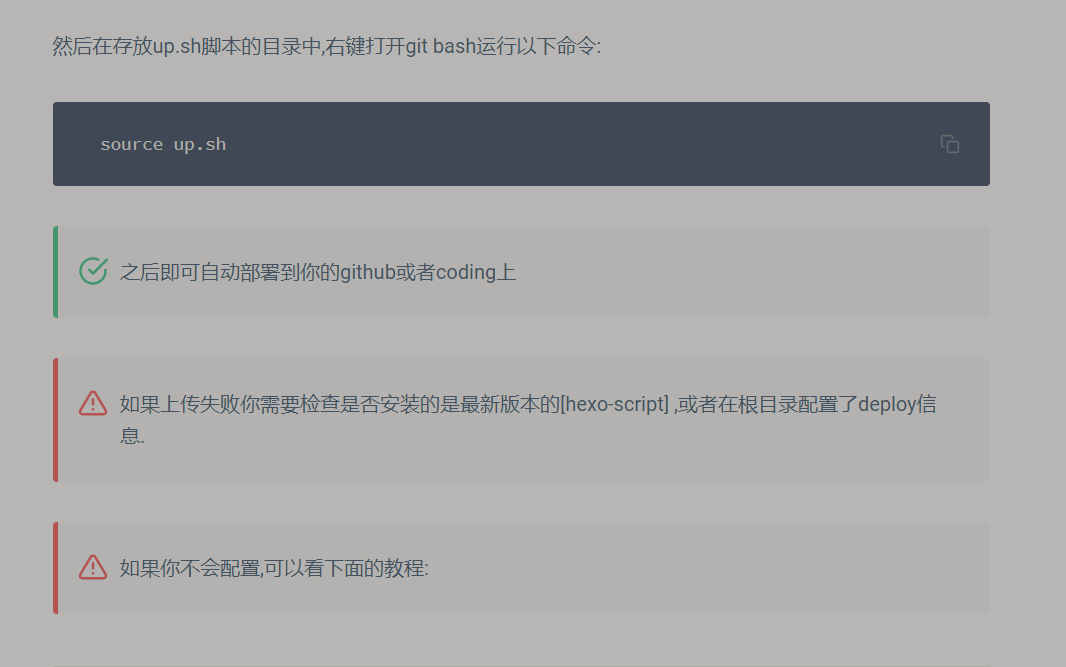 然后在存放up.sh脚本的目录中,右键打开git bash运行以下命令:
source up.sh
之后即可自动部署到你的github或者coding上
如果上传失败你需要检查是否安装的是最新版本的[hexo-script] ,或者在根目录配置了deploy信
息.
如果你不会配置,可以看下面的教程: